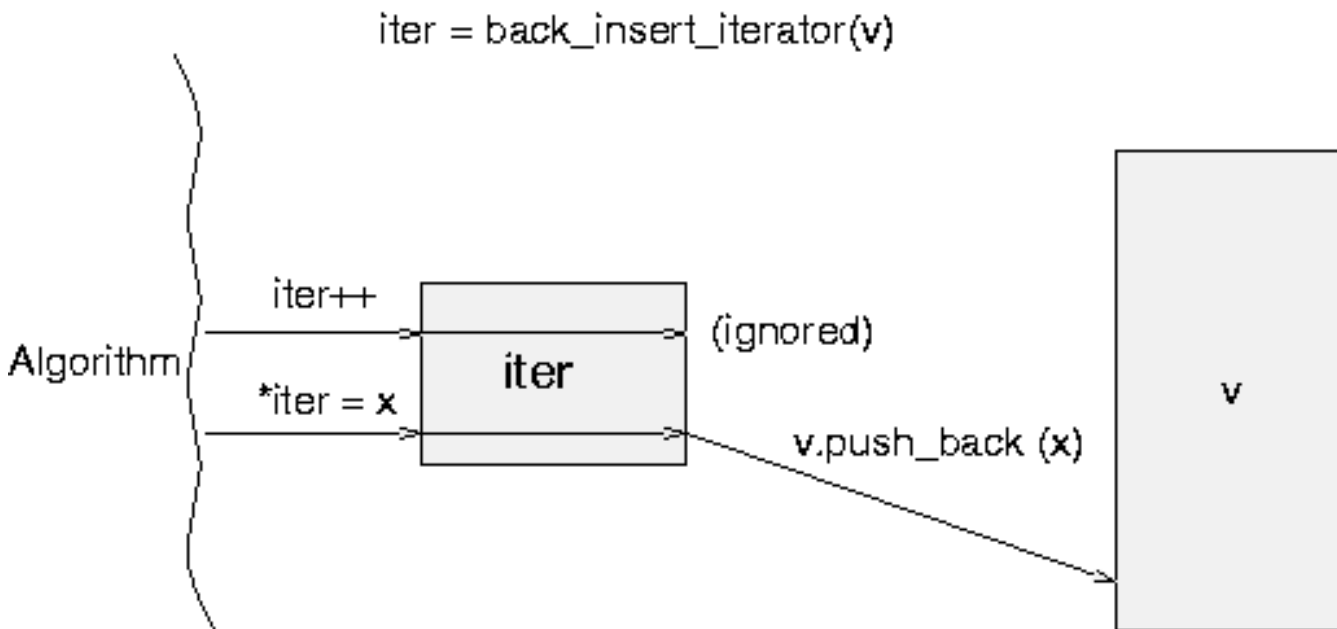 iter = back_insert_iterator(v)
iter++
(ignored)
Algorithm
iter
*iter = x
v
v.push_back (x)